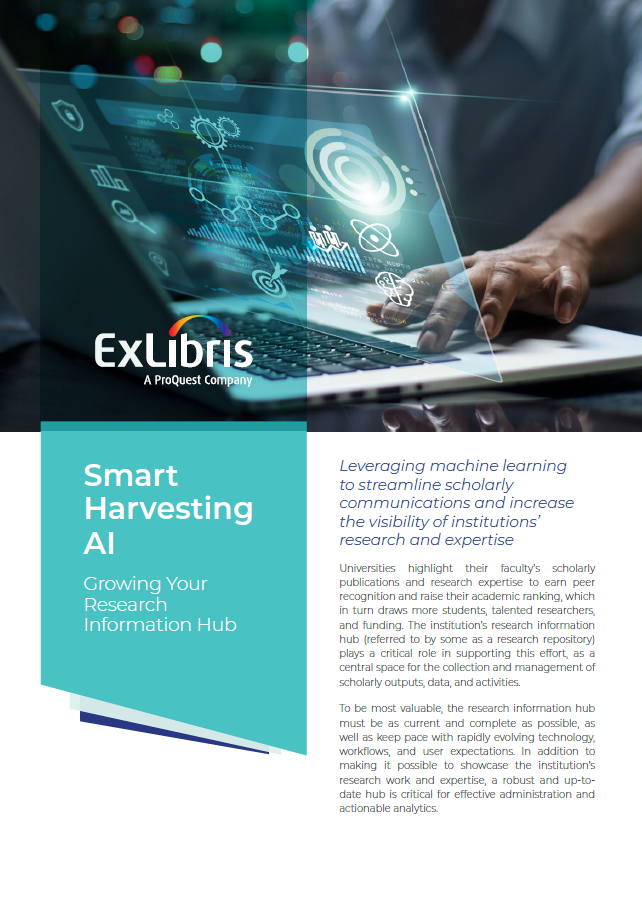 ExLibris
A ProQuest Company
Smart
Harvesting
AI
Growing Your
Research
Information Hub
Leveraging machine learning
to streamline scholarly
communications and increase
the visibility of institutions’
research and expertise
Universities highlight their faculty’s scholarly
publications and research expertise to earn peer
recognition and raise their academic ranking, which
in turn draws more students, talented researchers,
and funding. The institution’s research information
hub (referred to by some as a research repository)
plays a critical role in supporting this effort, as a
central space for the collection and management of
scholarly outputs, data, and activities.
To be most valuable, the research information hub
must be as current and complete as possible, as
well as keep pace with rapidly evolving technology,
workflows, and user expectations. In addition to
making it possible to showcase the institution’s
research work and expertise, a robust and up-to-
date hub is critical for effective administration and
actionable analytics.